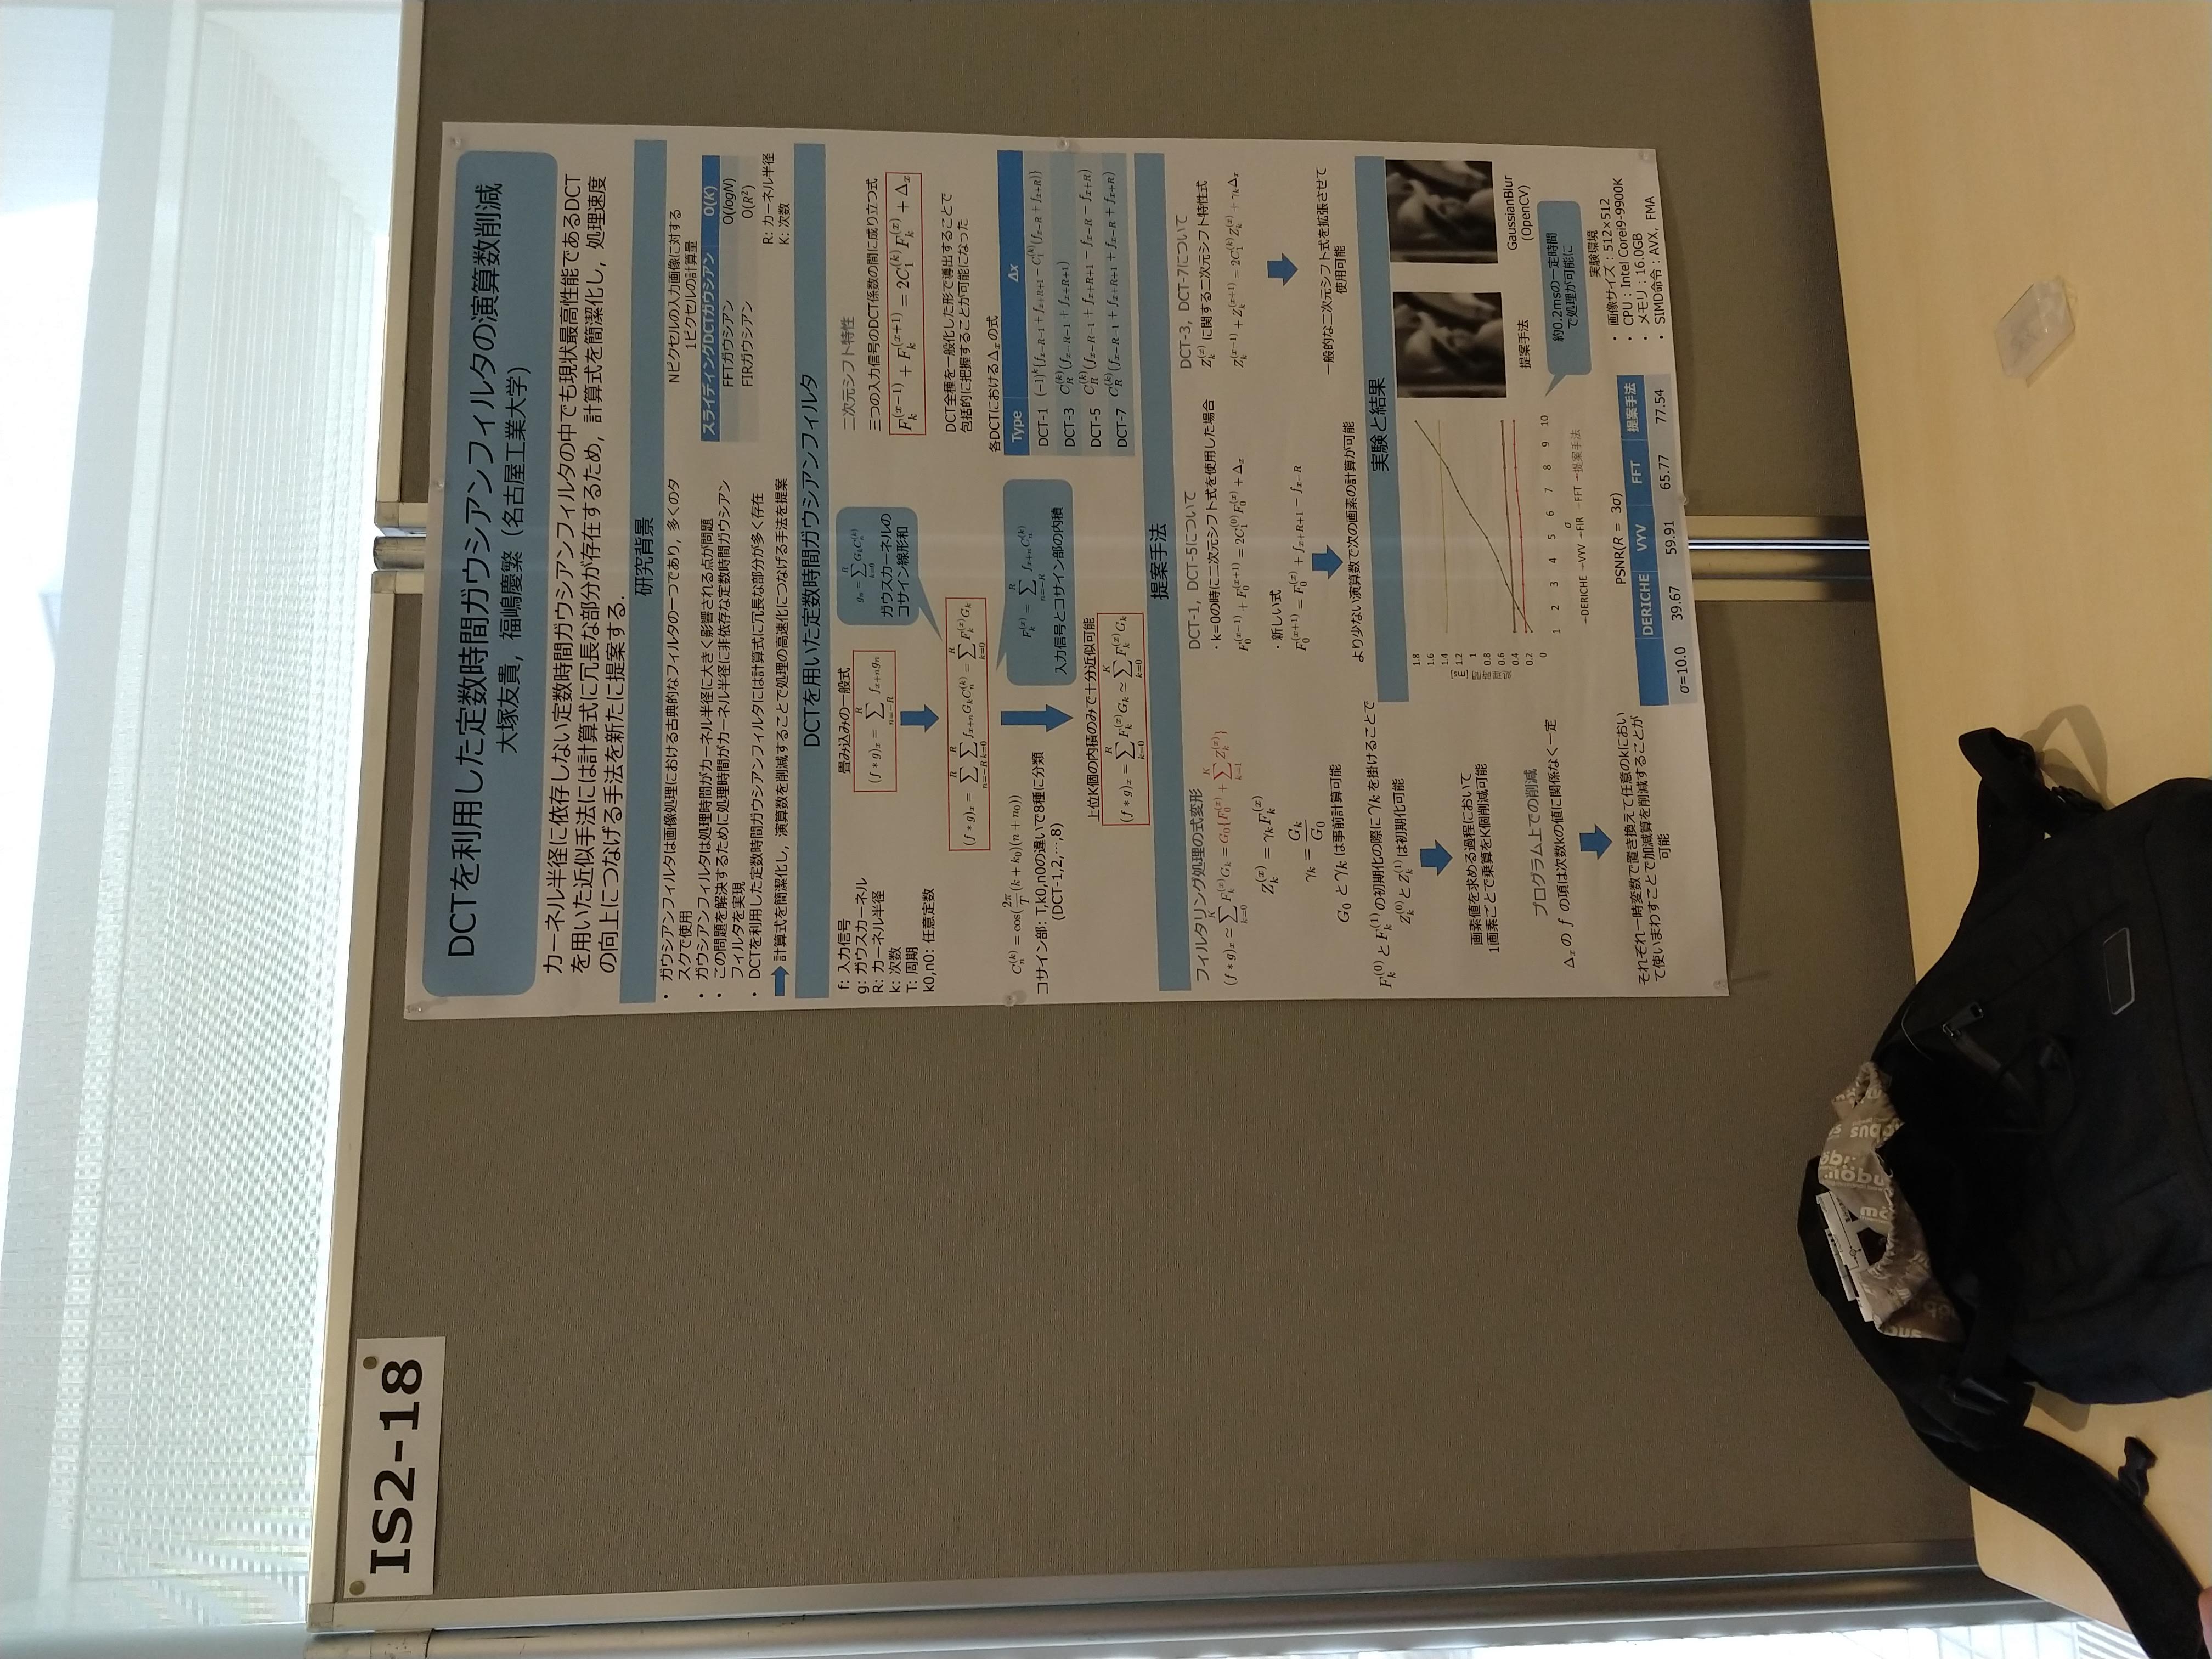 IS2-18
DCTを利用した定数時間ガウシアンフィルタの演算数削減
大塚友貴，福嶋慶繁（名古屋工業大学）
カーネル半径に依存しない定数時間ガウシアンフィルタの中でも現状最高性能であるDCT
を用いた近似手法には計算式に冗長な部分が存在するため，計算式を簡潔化し，処理速度
の向上につなげる手法を新たに提案する．
研究背景
• ガウシアンフィルタは画像処理における古典的なフィルタの一つであり，多くのタ
スクで使用
• ガウシアンフィルタは処理時間がカーネル半径に大きく影響される点が問題
• この問題を解決するために処理時間がカーネル半径に非依存な定数時間ガウシアン
フィルタを実現
• DCTを利用した定数時間ガウシアンフィルタには計算式に冗長な部分が多く存在
計算式を簡潔化し，演算数を削減することで処理の高速化につなげる手法を提案
Nピクセルの入力画像に対する
1ピクセルの計算量
スライディングDCTガウシアン O(K)
FFTガウシアン O(logN)
FIRガウシアン O(R²)
R: カーネル半径
K: 次数
DCTを用いた定数時間ガウシアンフィルタ
f: 入力信号
g: ガウスカーネル
R: カーネル半径
k: 次数
T: 周期
k0,n0: 任意定数
畳み込みの一般式
(f * g)_x = ∑_{n=-R}^{R} f_{x+n} g_n
g_n = ∑_{k=0}^{R} G_k C_n^{(k)}
ガウスカーネルの
コサイン線形和
(f * g)_x = ∑_{n=-R}^{R} ∑_{k=0}^{R} f_{x+n} G_k C_n^{(k)} = ∑_{k=0}^{R} F_k^{(x)} G_k
C_n^{(k)} = cos(2π/T (k + k_0)(n + n_0))
コサイン部: T,k0,n0の違いで8種に分類
(DCT-1,2,…,8)
F_k^{(x)} = ∑_{n=-R}^{R} f_{x+n} C_n^{(k)}
入力信号とコサイン部の内積
上位K個の内積のみで十分近似可能
(f * g)_x = ∑_{k=0}^{R} F_k^{(x)} G_k ≃ ∑_{k=0}^{K} F_k^{(x)} G_k
二次元シフト特性
三つの入力信号のDCT係数の間に成り立つ式
F_k^{(x-1)} + F_k^{(x+1)} = 2C_1^{(k)} F_k^{(x)} + Δ_x
DCT全種を一般化した形で導出することで
包括的に把握することが可能になった
各DCTにおけるΔ_xの式
Type Δx
DCT-1 (-1)^k{f_{x-R-1} + f_{x+R+1} - C_1^{(k)}(f_{x-R} + f_{x+R})}
DCT-3 C_R^{(k)}(f_{x-R-1} + f_{x+R+1})
DCT-5 C_R^{(k)}(f_{x-R-1} + f_{x+R+1} - f_{x-R} - f_{x+R})
DCT-7 C_R^{(k)}(f_{x-R-1} + f_{x+R+1} + f_{x-R} + f_{x+R})
提案手法
フィルタリング処理の式変形
(f * g)_x ≃ ∑_{k=0}^{K} F_k^{(x)} G_k = G_0{F_0^{(x)} + ∑_{k=1}^{K} Z_k^{(x)}}
Z_k^{(x)} = γ_k F_k^{(x)}
γ_k = G_k/G_0
G_0 と γ_k は事前計算可能
F_k^{(0)} と F_k^{(1)} の初期化の際に γ_k を掛けることで
Z_k^{(0)} と Z_k^{(1)} は初期化可能
画素値を求める過程において
1画素ごとで乗算をK個削減可能
プログラム上での削減
Δ_x の f の項は次数kの値に関係なく一定
それぞれ一時変数で置き換えて任意のkにおい
て使いまわすことで加減算を削減することが
可能
DCT-1，DCT-5について
・k=0の時に二次元シフト式を使用した場合
F_0^{(x-1)} + F_0^{(x+1)} = 2C_1^{(0)} F_0^{(x)} + Δ_x
・新しい式
F_0^{(x+1)} = F_0^{(x)} + f_{x+R+1} - f_{x-R}
より少ない演算数で次の画素の計算が可能
DCT-3，DCT-7について
Z_k^{(x)} に関する二次元シフト特性式
Z_k^{(x-1)} + Z_k^{(x+1)} = 2C_1^{(k)} Z_k^{(x)} + γ_k Δ_x
一般的な二次元シフト式を拡張させて
使用可能
実験と結果
処理時間 [ms]
1.8
1.6
1.4
1.2
1
0.8
0.6
0.4
0.2
0
1 2 3 4 5 6 7 8 9 10
σ
DERICHE VYV FIR FFT 提案手法
提案手法
GaussianBlur
(OpenCV)
約0.2msの一定時間
で処理が可能に
PSNR(R = 3σ)
DERICHE VYV FFT 提案手法
σ=10.0 39.67 59.91 65.77 77.54
実験環境
• 画像サイズ：512×512
• CPU：Intel Corei9-9900K
• メモリ：16.0GB
• SIMD命令：AVX，FMA